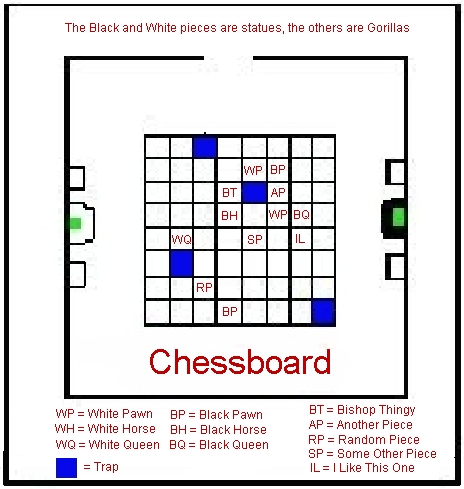 The Black and White pieces are statues, the others are Gorillas
WP BP
BT AP
BH WP BQ
WQ SP IL
RP
BP
Chessboard
WP = White Pawn BP = Black Pawn BT = Bishop Thingy
WH = White Horse BH = Black Horse AP = Another Piece
WQ = White Queen BQ = Black Queen RP = Random Piece
= Trap SP = Some Other Piece
IL = I Like This One